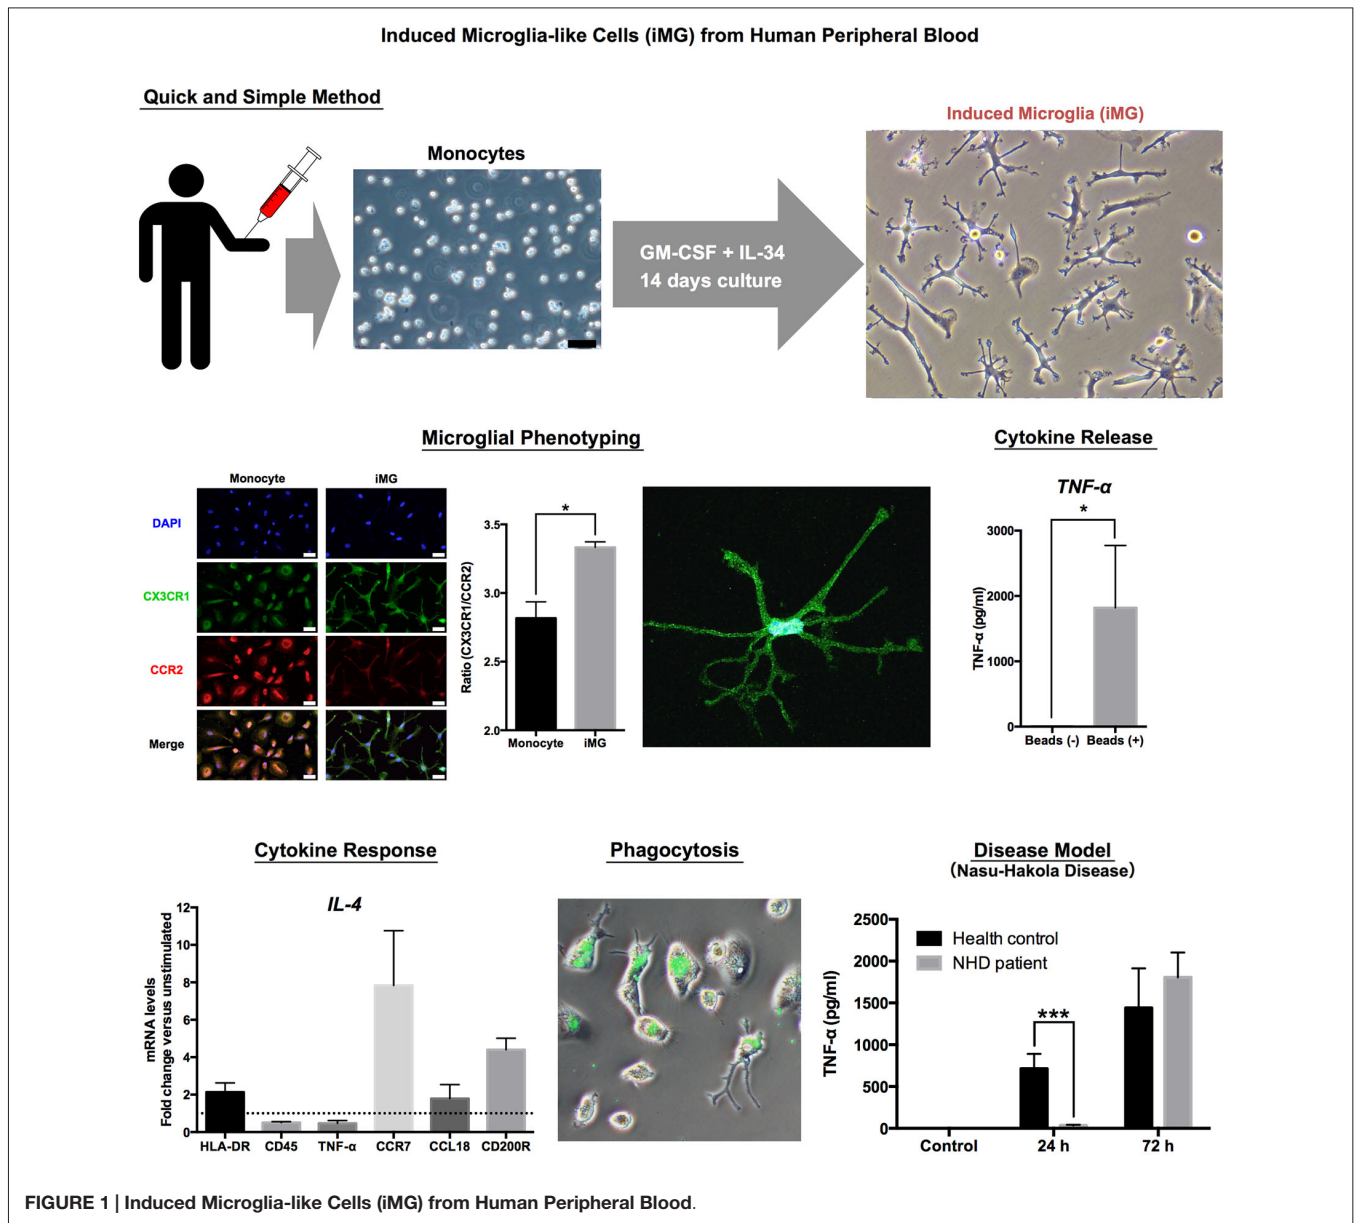 Induced Microglia-like Cells (iMG) from Human Peripheral Blood
Quick and Simple Method
Monocytes
GM-CSF + IL-34
14 days culture
Induced Microglia (iMG)
Microglial Phenotyping
Monocyte
iMG
DAPI
CX3CR1
CCR2
Merge
Ratio (CX3CR1/CCR2)
3.5
3.0
2.5
2.0
*
Monocyte
iMG
Cytokine Release
TNF-α
*
TNF-α (pg/ml)
3000
2000
1000
0
Beads (-)
Beads (+)
Cytokine Response
IL-4
mRNA levels
Fold change versus unstimulated
12
10
8
6
4
2
0
HLA-DR
CD45
TNF-α
CCR7
CCL18
CD200R
Phagocytosis
Disease Model
(Nasu-Hakola Disease)
TNF-α (pg/ml)
2500
2000
1500
1000
500
0
Health control
NHD patient
***
Control
24 h
72 h
FIGURE 1 | Induced Microglia-like Cells (iMG) from Human Peripheral Blood.